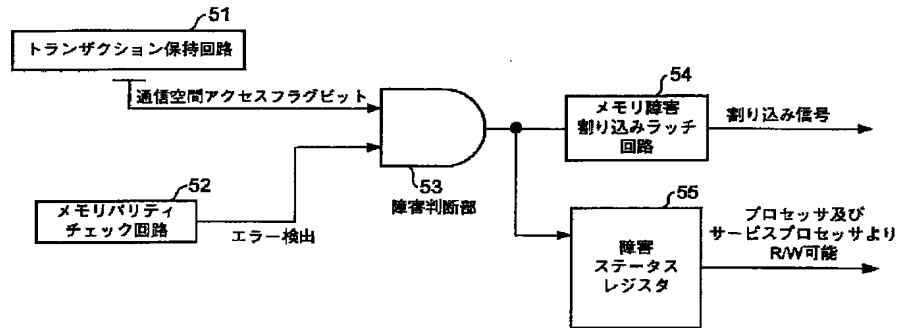 51
トランザクション保持回路
通信空間アクセスフラグビット
52
メモリパリティ
チェック回路
エラー検出
53
障害判断部
54
メモリ障害
割り込みラッチ
回路
割り込み信号
55
障害
ステータス
レジスタ
プロセッサ及び
サービスプロセッサより
R/W可能